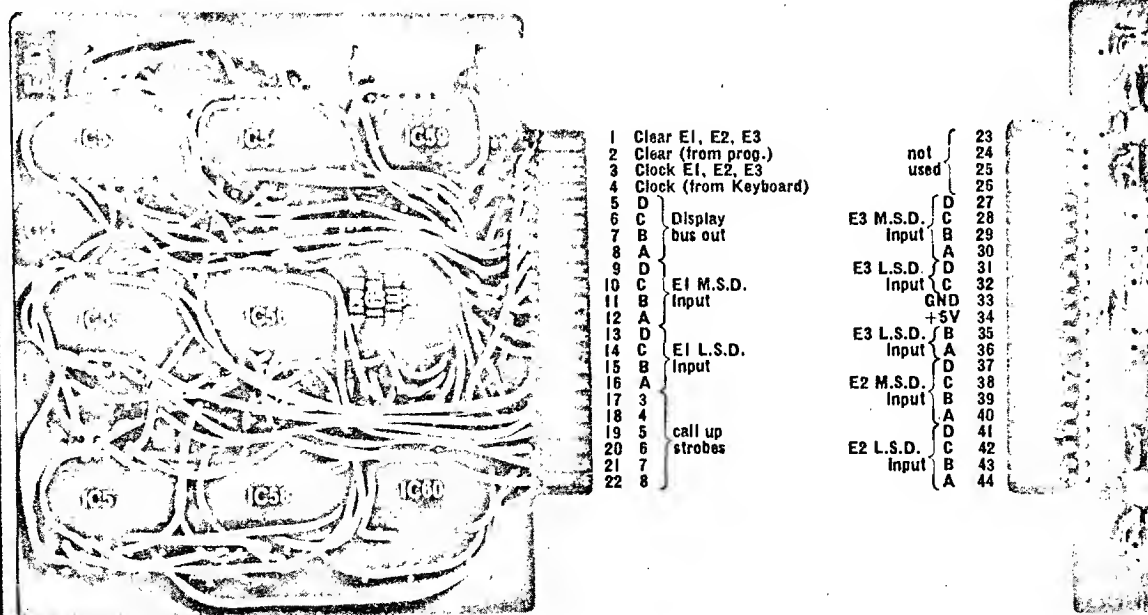 IC54
IC56
IC58
IC60
1 Clear E1, E2, E3
2 Clear (from prog.)
3 Clock E1, E2, E3
4 Clock (from Keyboard)
5 D
6 C Display
7 B bus out
8 A
9 D
10 C E1 M.S.D.
11 B Input
12 A
13 D
14 C E1 L.S.D.
15 B Input
16 A
17 3
18 4
19 5 call up
20 6 strobes
21 7
22 8
23
not 24
used 25
26
D 27
E3 M.S.D. C 28
Input B 29
A 30
E3 L.S.D. D 31
Input C 32
GND 33
+5V 34
E3 L.S.D. B 35
Input A 36
D 37
E2 M.S.D. C 38
Input B 39
A 40
D 41
E2 L.S.D. C 42
Input B 43
A 44